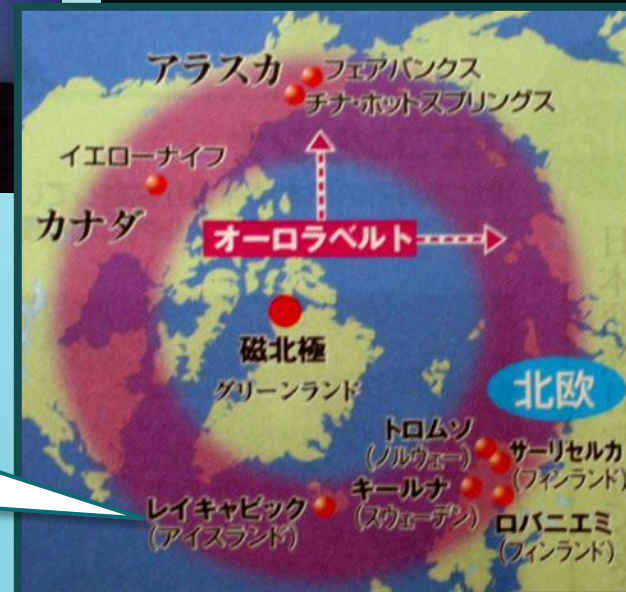 アラスカ
フェアバンクス
チナ・ホットスプリングス
イエローナイフ
カナダ
オーロラベルト
磁北極
グリーンランド
北欧
トロムソ
(ノルウェー)
サーリセルカ
(フィンランド)
キールナ
(スウェーデン)
ロバニエミ
(フィンランド)
レイキャビック
(アイスランド)